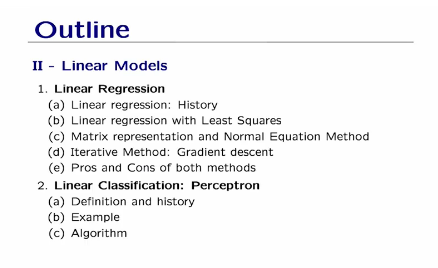 Outline
II - Linear Models
1. Linear Regression
(a) Linear regression: History
(b) Linear regression with Least Squares
(c) Matrix representation and Normal Equation Method
(d) Iterative Method: Gradient descent
(e) Pros and Cons of both methods
2. Linear Classification: Perceptron
(a) Definition and history
(b) Example
(c) Algorithm